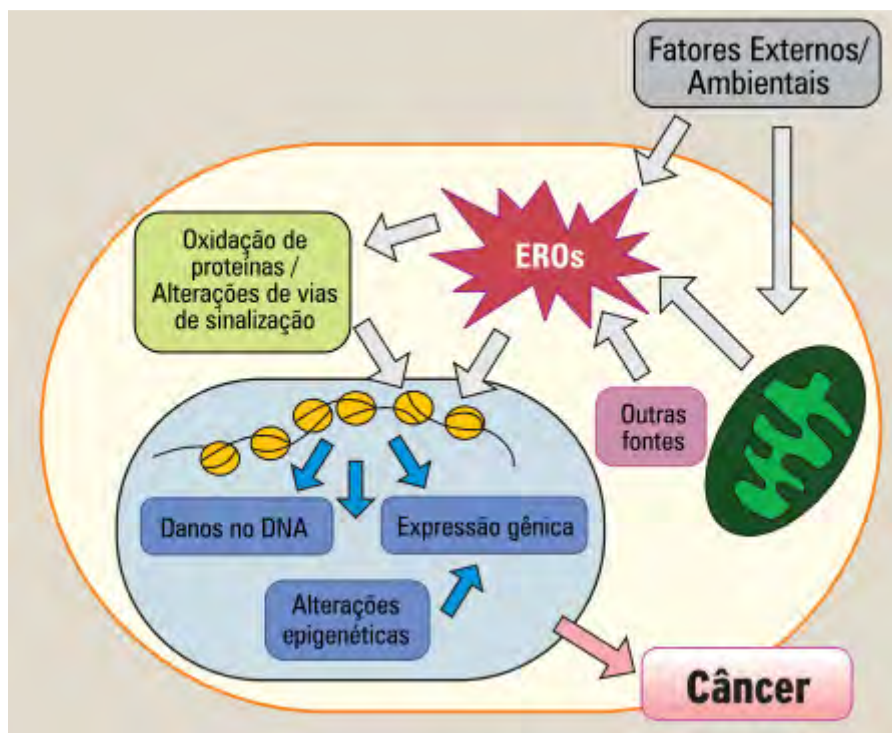 Fatores Externos/
Ambientais
EROs
Oxidação de
proteínas /
Alterações de vias
de sinalização
Outras
fontes
Danos no DNA
Expressão gênica
Alterações
epigenéticas
Câncer